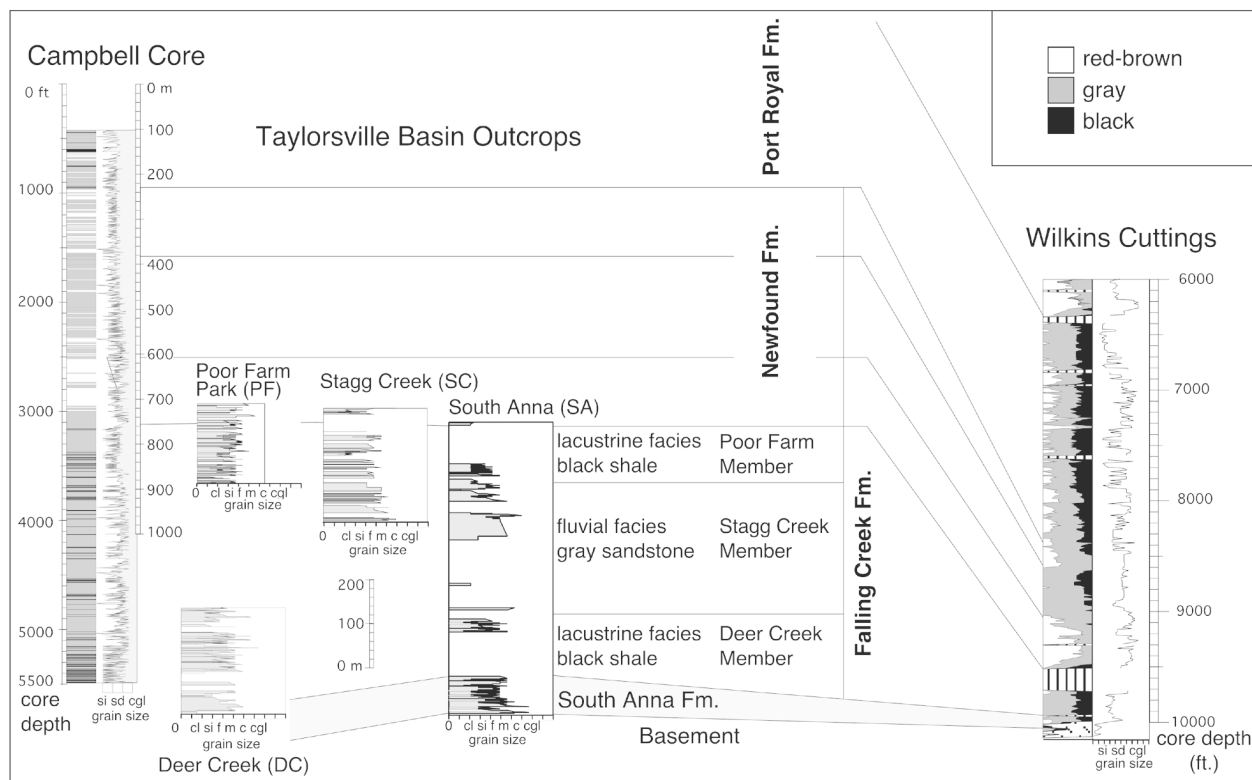 Campbell Core
0 ft
0 m
100
200
400
500
600
700
800
900
1000
1000
2000
3000
4000
5000
5500
core
depth
si sd cgl
grain size
Taylorsville Basin Outcrops
Poor Farm
Park (PF)
0 cl si f m c cgl
grain size
Stagg Creek (SC)
0 cl si f m c cgl
grain size
South Anna (SA)
0 cl si f m c cgl
grain size
200
100
0 m
0 cl si f m c cgl
grain size
Deer Creek (DC)
lacustrine facies
black shale
Poor Farm
Member
fluvial facies
gray sandstone
Stagg Creek
Member
lacustrine facies
black shale
Deer Creek
Member
South Anna Fm.
Basement
Port Royal Fm.
Newfound Fm.
Falling Creek Fm.
red-brown
gray
black
Wilkins Cuttings
6000
7000
8000
9000
10000
si sd cgl
grain size
core depth
(ft.)